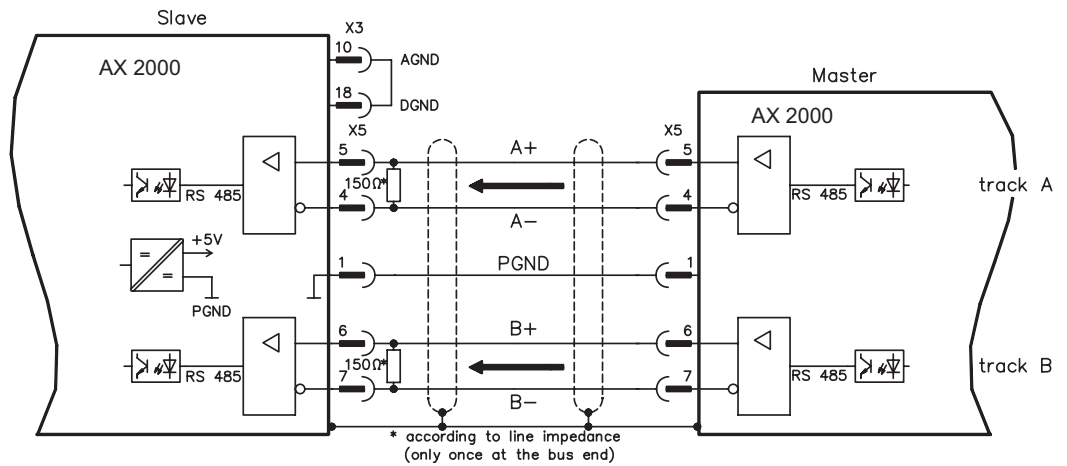 Slave
AX 2000
X3
10
AGND
18
DGND
Master
AX 2000
X5
X5
5
A+
5
RS 485
150Ω*
RS 485
track A
4
A-
4
+5V
=
=
PGND
1
PGND
1
6
B+
6
RS 485
150Ω*
RS 485
track B
7
B-
7
* according to line impedance
(only once at the bus end)